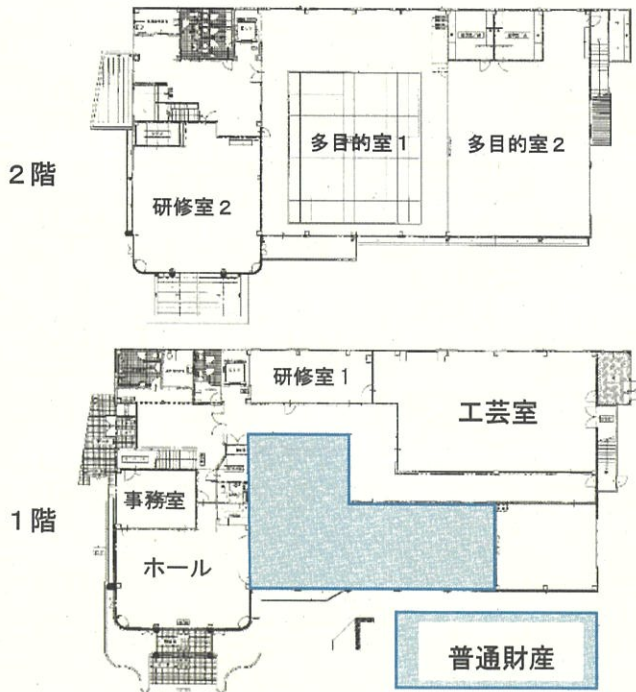 2階
多目的室1
多目的室2
研修室2
研修室1
工芸室
1階
事務室
ホール
普通財産